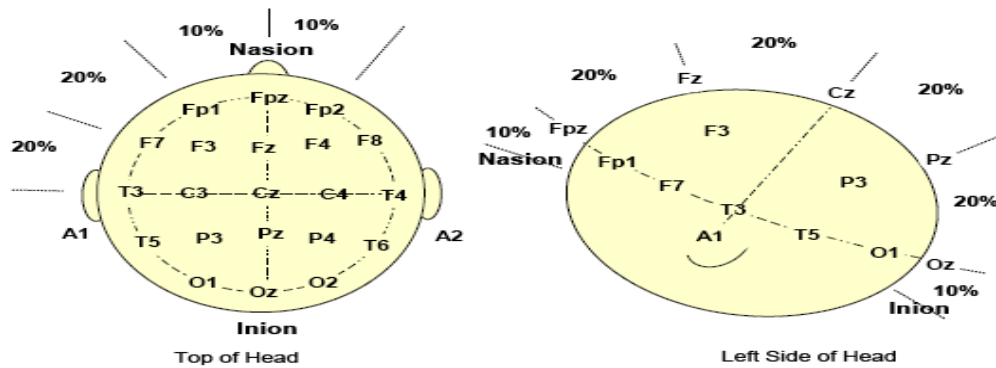 10% 10%
Nasion
20%
20%
Fp1 Fpz Fp2
F7 F3 Fz F4 F8
T3 C3 Cz C4 T4
A1 A2
T5 P3 Pz P4 T6
O1 Oz O2
Inion
Top of Head
20%
20% Fz
Cz 20%
10% Fpz F3
Nasion Fp1 Pz
F7 P3
T3 20%
A1 T5
O1 Oz
10%
Inion
Left Side of Head